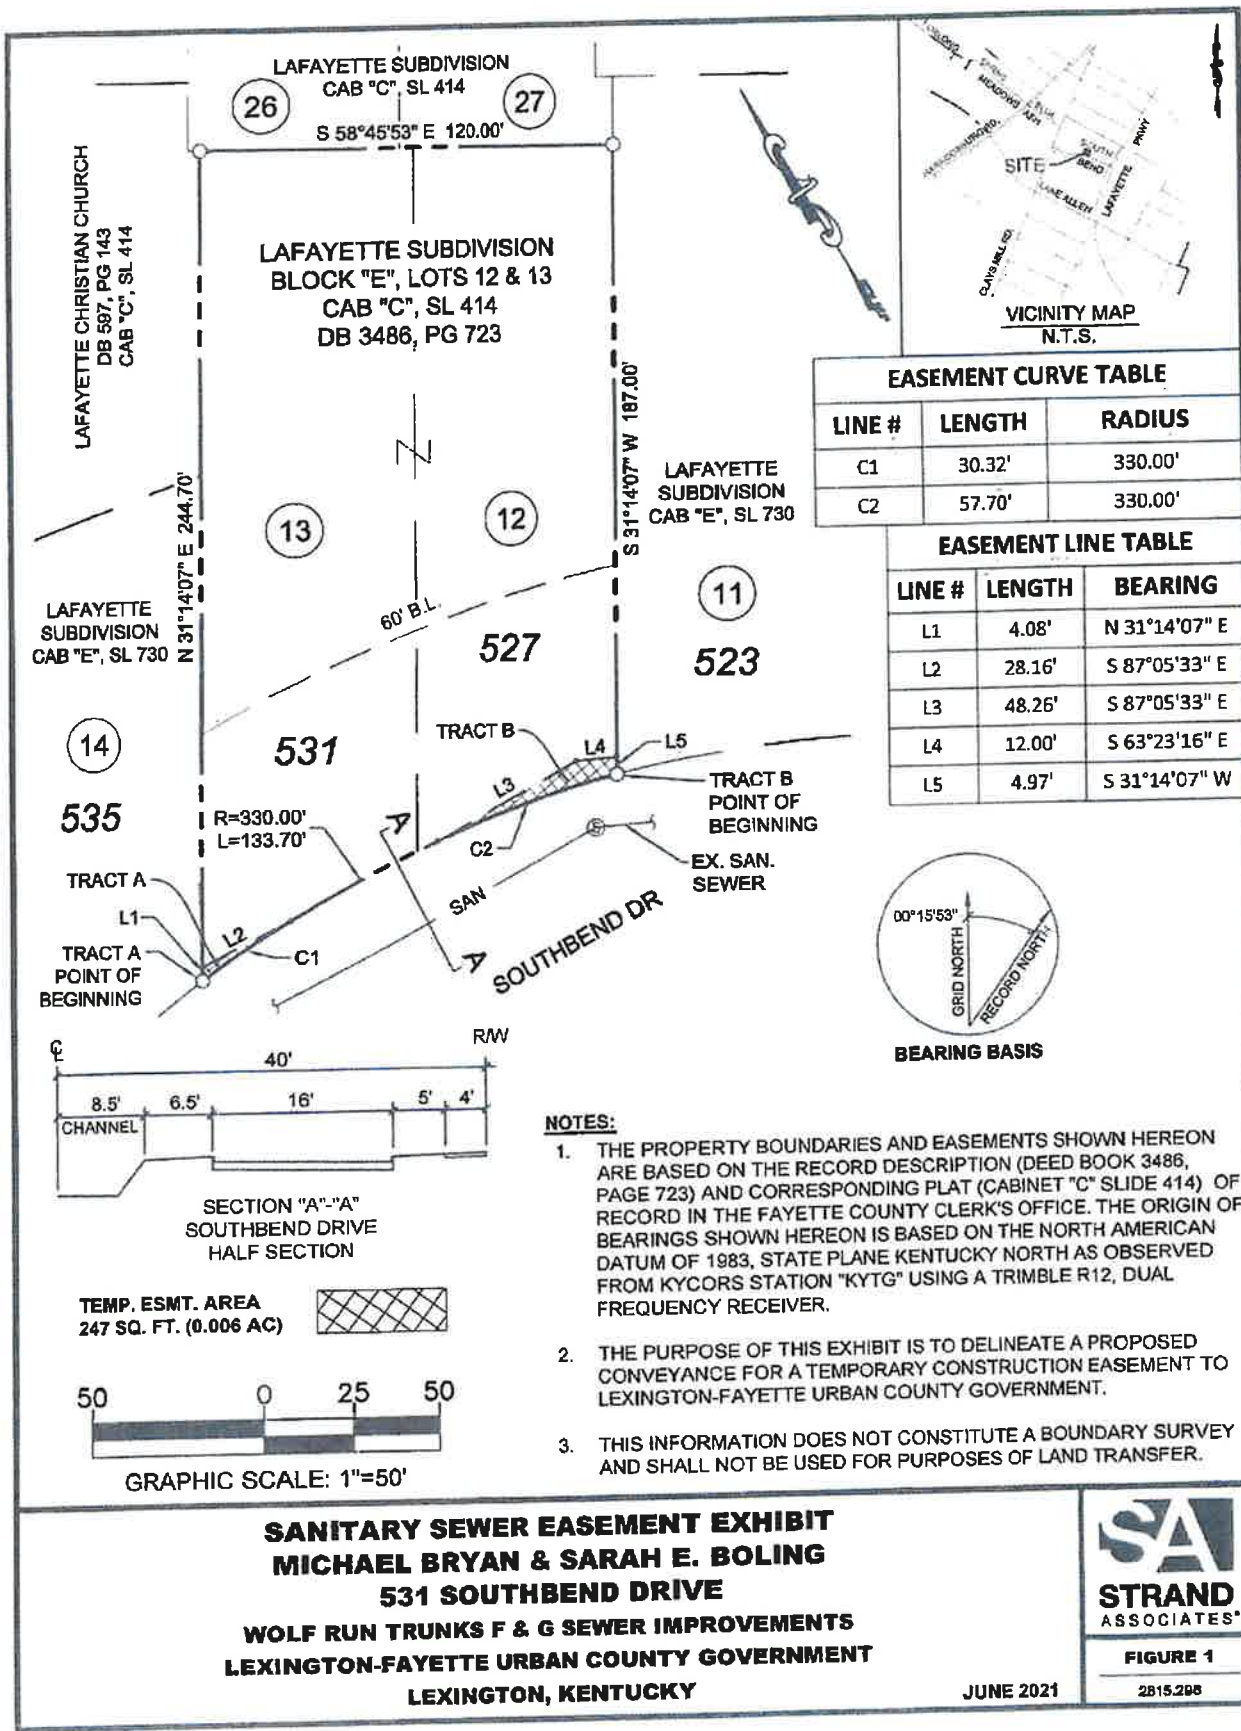 LAFAYETTE SUBDIVISION
CAB "C", SL 414
26
27
S 58°45'53" E 120.00'
LAFAYETTE CHRISTIAN CHURCH
DB 597, PG 143
CAB "C", SL 414
LAFAYETTE SUBDIVISION
BLOCK "E", LOTS 12 & 13
CAB "C", SL 414
DB 3486, PG 723
N 31°14'07" E 244.70'
S 31°14'07" W 187.00'
Z
13
12
LAFAYETTE
SUBDIVISION
CAB "E", SL 730
11
523
LAFAYETTE
SUBDIVISION
CAB "E", SL 730
60' B.L.
527
14
535
531
TRACT B
L4
L5
L3
TRACT B
POINT OF
BEGINNING
R=330.00'
L=133.70'
A
C2
EX. SAN.
SEWER
SAN
SOUTHBEND DR
A
TRACT A
L1
L2
C1
TRACT A
POINT OF
BEGINNING
SITE
SOUTH
BEND
LANE ALLEN
LAFAYETTE
PKWY
CLAYS MILL RD.
VICINITY MAP
N.T.S.
EASEMENT CURVE TABLE
LINE # LENGTH RADIUS
C1 30.32' 330.00'
C2 57.70' 330.00'
EASEMENT LINE TABLE
LINE # LENGTH BEARING
L1 4.08' N 31°14'07" E
L2 28.16' S 87°05'33" E
L3 48.26' S 87°05'33" E
L4 12.00' S 63°23'16" E
L5 4.97' S 31°14'07" W
00°15'53"
GRID NORTH
RECORD NORTH
BEARING BASIS
℄
R/W
40'
8.5' 6.5' 16' 5' 4'
CHANNEL
SECTION "A"-"A"
SOUTHBEND DRIVE
HALF SECTION
TEMP. ESMT. AREA
247 SQ. FT. (0.006 AC)
50 0 25 50
GRAPHIC SCALE: 1"=50'
NOTES:
1. THE PROPERTY BOUNDARIES AND EASEMENTS SHOWN HEREON
ARE BASED ON THE RECORD DESCRIPTION (DEED BOOK 3486,
PAGE 723) AND CORRESPONDING PLAT (CABINET "C" SLIDE 414) OF
RECORD IN THE FAYETTE COUNTY CLERK'S OFFICE. THE ORIGIN OF
BEARINGS SHOWN HEREON IS BASED ON THE NORTH AMERICAN
DATUM OF 1983, STATE PLANE KENTUCKY NORTH AS OBSERVED
FROM KYCORS STATION "KYTG" USING A TRIMBLE R12, DUAL
FREQUENCY RECEIVER.
2. THE PURPOSE OF THIS EXHIBIT IS TO DELINEATE A PROPOSED
CONVEYANCE FOR A TEMPORARY CONSTRUCTION EASEMENT TO
LEXINGTON-FAYETTE URBAN COUNTY GOVERNMENT.
3. THIS INFORMATION DOES NOT CONSTITUTE A BOUNDARY SURVEY
AND SHALL NOT BE USED FOR PURPOSES OF LAND TRANSFER.
SANITARY SEWER EASEMENT EXHIBIT
MICHAEL BRYAN & SARAH E. BOLING
531 SOUTHBEND DRIVE
WOLF RUN TRUNKS F & G SEWER IMPROVEMENTS
LEXINGTON-FAYETTE URBAN COUNTY GOVERNMENT
LEXINGTON, KENTUCKY
JUNE 2021
SA
STRAND
ASSOCIATES®
FIGURE 1
2815.298